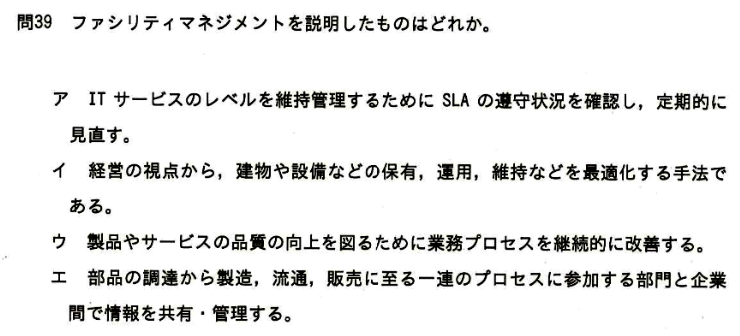 問39　ファシリティマネジメントを説明したものはどれか。
ア　IT サービスのレベルを維持管理するために SLA の遵守状況を確認し，定期的に
見直す。
イ　経営の視点から，建物や設備などの保有，運用，維持などを最適化する手法で
ある。
ウ　製品やサービスの品質の向上を図るために業務プロセスを継続的に改善する。
エ　部品の調達から製造，流通，販売に至る一連のプロセスに参加する部門と企業
間で情報を共有・管理する。